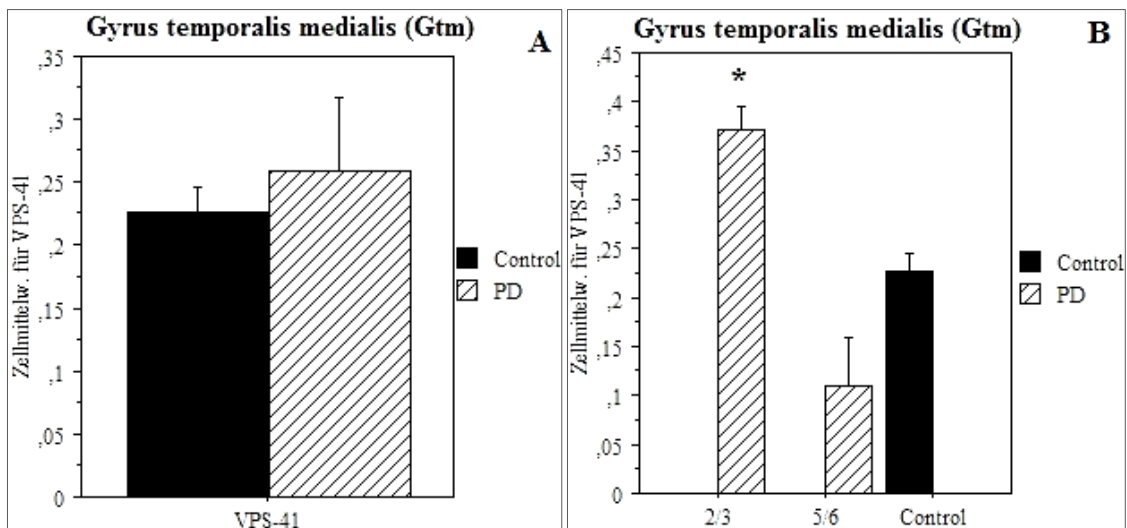 Gyrus temporalis medialis (Gtm)
A
,35
,3
,25
,2
,15
,1
,05
0
Zellmittelw. für VPS-41
VPS-41
Control
PD
Gyrus temporalis medialis (Gtm)
B
,45
,4
,35
,3
,25
,2
,15
,1
,05
0
Zellmittelw. für VPS-41
*
2/3
5/6
Control
Control
PD